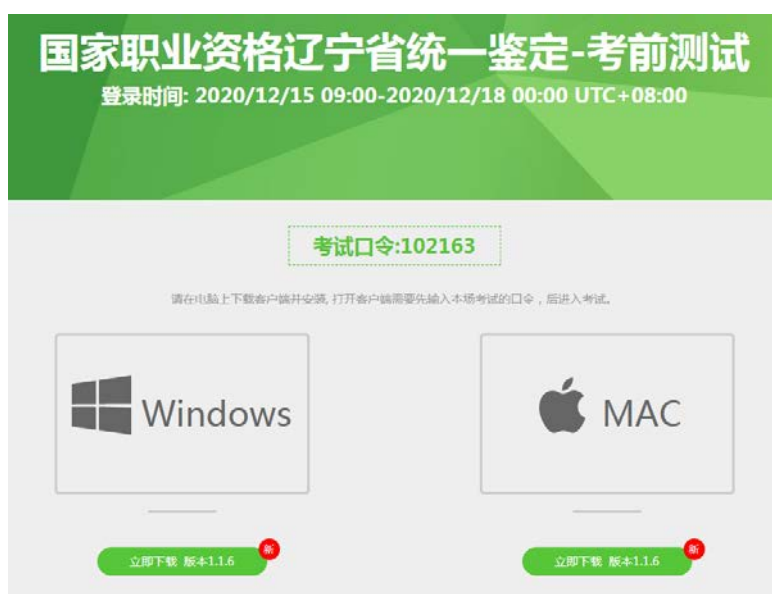 国家职业资格辽宁省统一鉴定-考前测试
登录时间: 2020/12/15 09:00-2020/12/18 00:00 UTC+08:00
考试口令:102163
请在电脑上下载客户端并安装, 打开客户端需要先输入本场考试的口令，后进入考试。
Windows
MAC
新
立即下载 版本1.1.6
新
立即下载 版本1.1.6